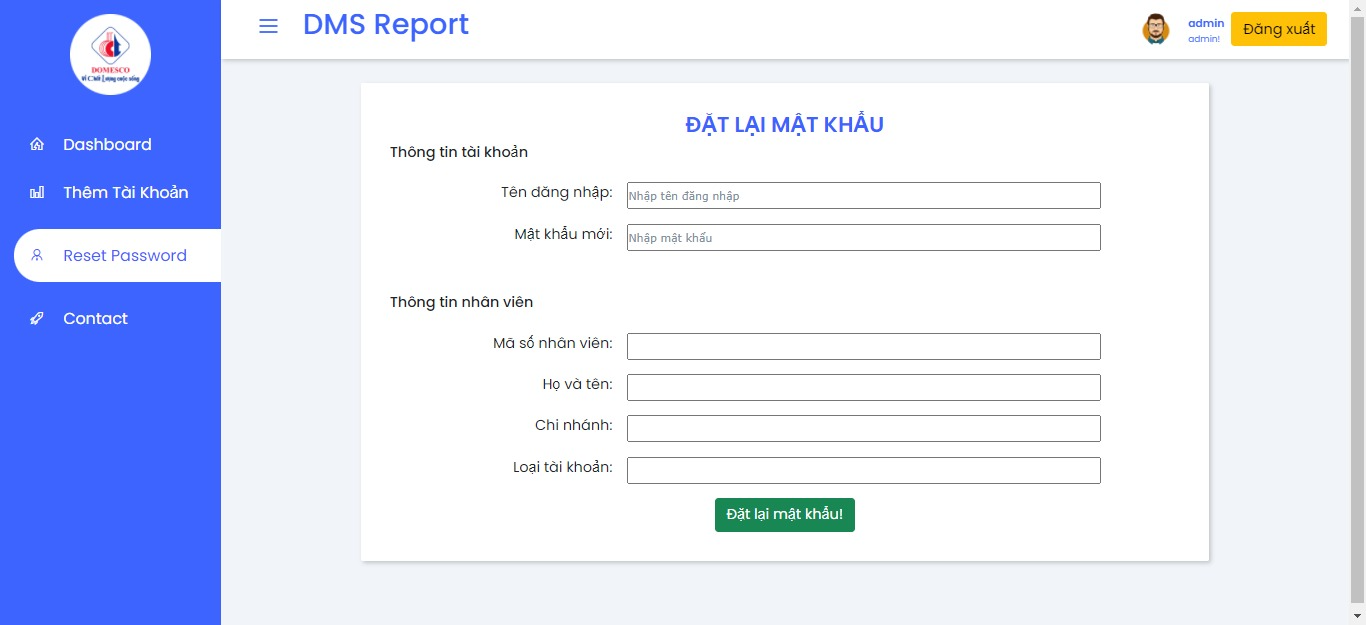 DOMESCO
Vì Chất Lượng cuộc sống
Dashboard
Thêm Tài Khoản
Reset Password
Contact
DMS Report
admin
admin!
Đăng xuất
ĐẶT LẠI MẬT KHẨU
Thông tin tài khoản
Tên đăng nhập: Nhập tên đăng nhập
Mật khẩu mới: Nhập mật khẩu
Thông tin nhân viên
Mã số nhân viên:
Họ và tên:
Chi nhánh:
Loại tài khoản:
Đặt lại mật khẩu!